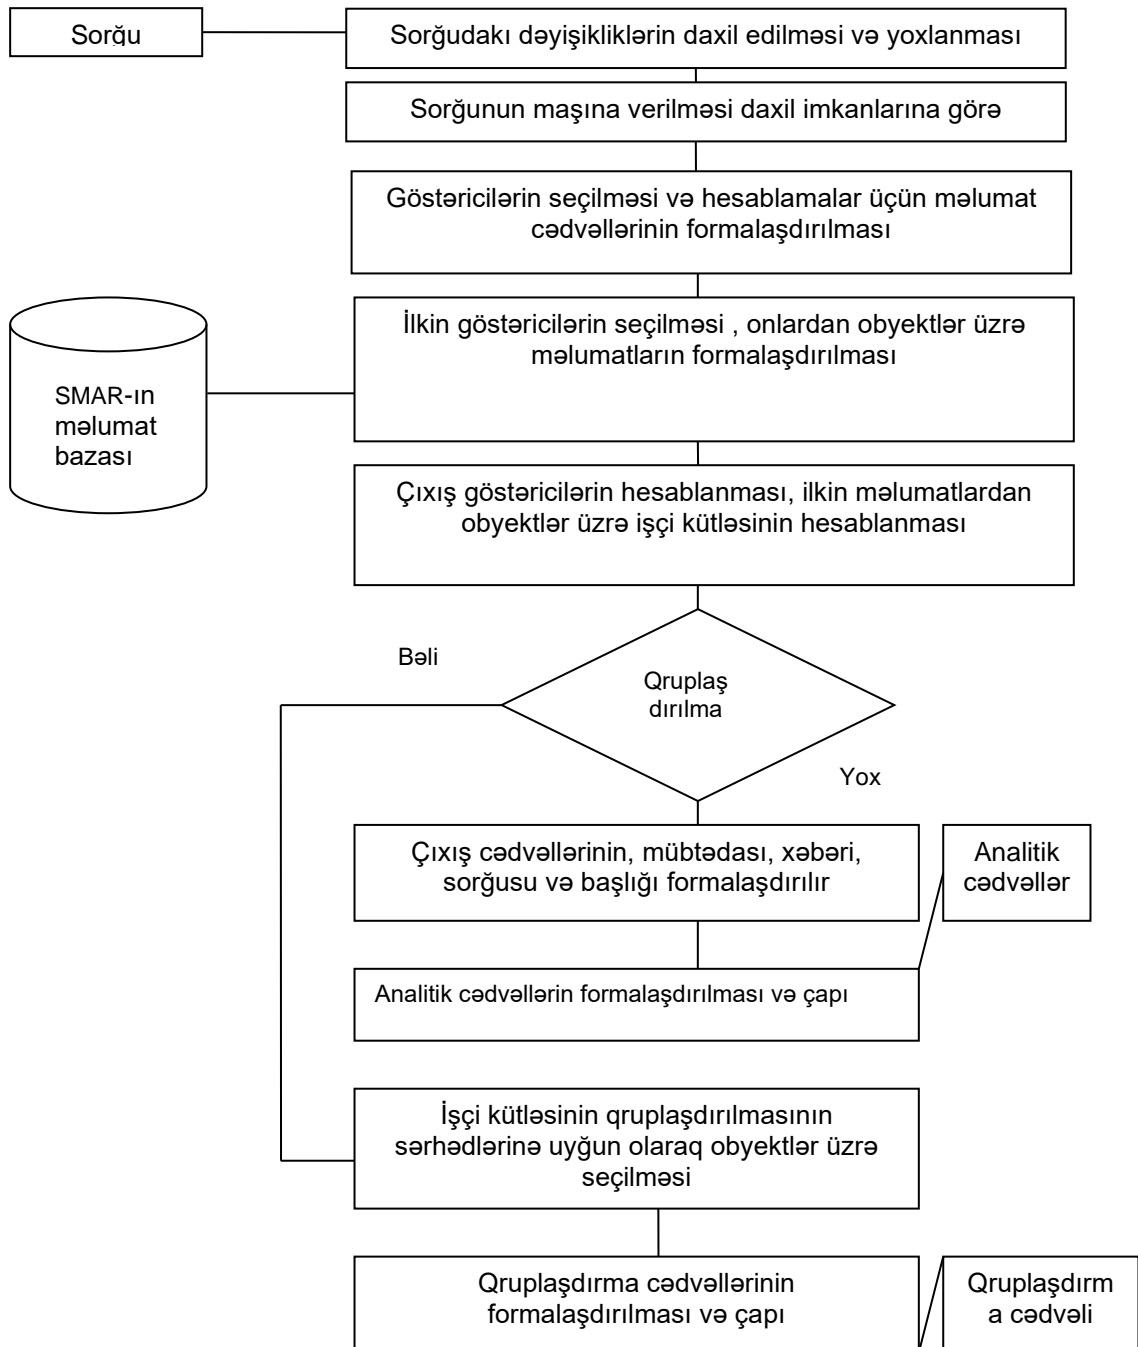 Sorğu
Sorğudakı dəyişikliklərin daxil edilməsi və yoxlanması
Sorğunun maşına verilməsi daxil imkanlarına görə
Göstəricilərin seçilməsi və hesablamalar üçün məlumat
cədvəllərinin formalaşdırılması
İlkin göstəricilərin seçilməsi , onlardan obyektlər üzrə
məlumatların formalaşdırılması
SMAR-ın
məlumat
bazası
Çıxış göstəricilərin hesablanması, ilkin məlumatlardan
obyektlər üzrə işçi kütləsinin hesablanması
Bəli
Qruplaş
dırılma
Yox
Çıxış cədvəllərinin, mübtədası, xəbəri,
sorğusu və başlığı formalaşdırılır
Analitik
cədvəllər
Analitik cədvəllərin formalaşdırılması və çapı
İşçi kütləsinin qruplaşdırılmasının
sərhədlərinə uyğun olaraq obyektlər üzrə
seçilməsi
Qruplaşdırma cədvəllərinin
formalaşdırılması və çapı
Qruplaşdırm
a cədvəli